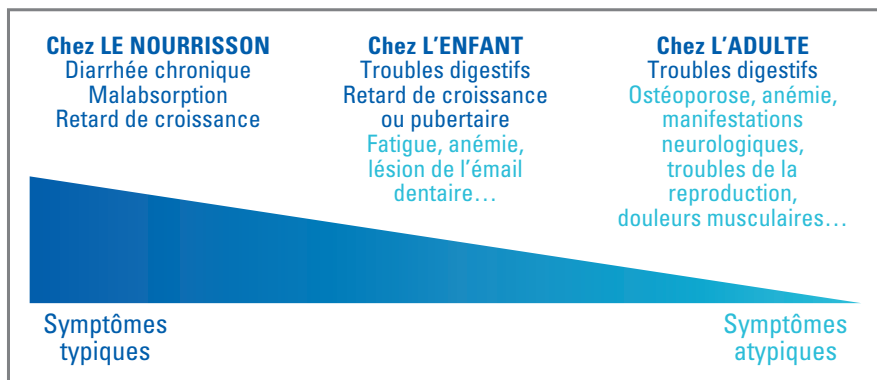 Chez LE NOURRISSON
Diarrhée chronique
Malabsorption
Retard de croissance
Chez L'ENFANT
Troubles digestifs
Retard de croissance
ou pubertaire
Fatigue, anémie,
lésion de l'émail
dentaire…
Chez L'ADULTE
Troubles digestifs
Ostéoporose, anémie,
manifestations
neurologiques,
troubles de la
reproduction,
douleurs musculaires…
Symptômes
typiques
Symptômes
atypiques